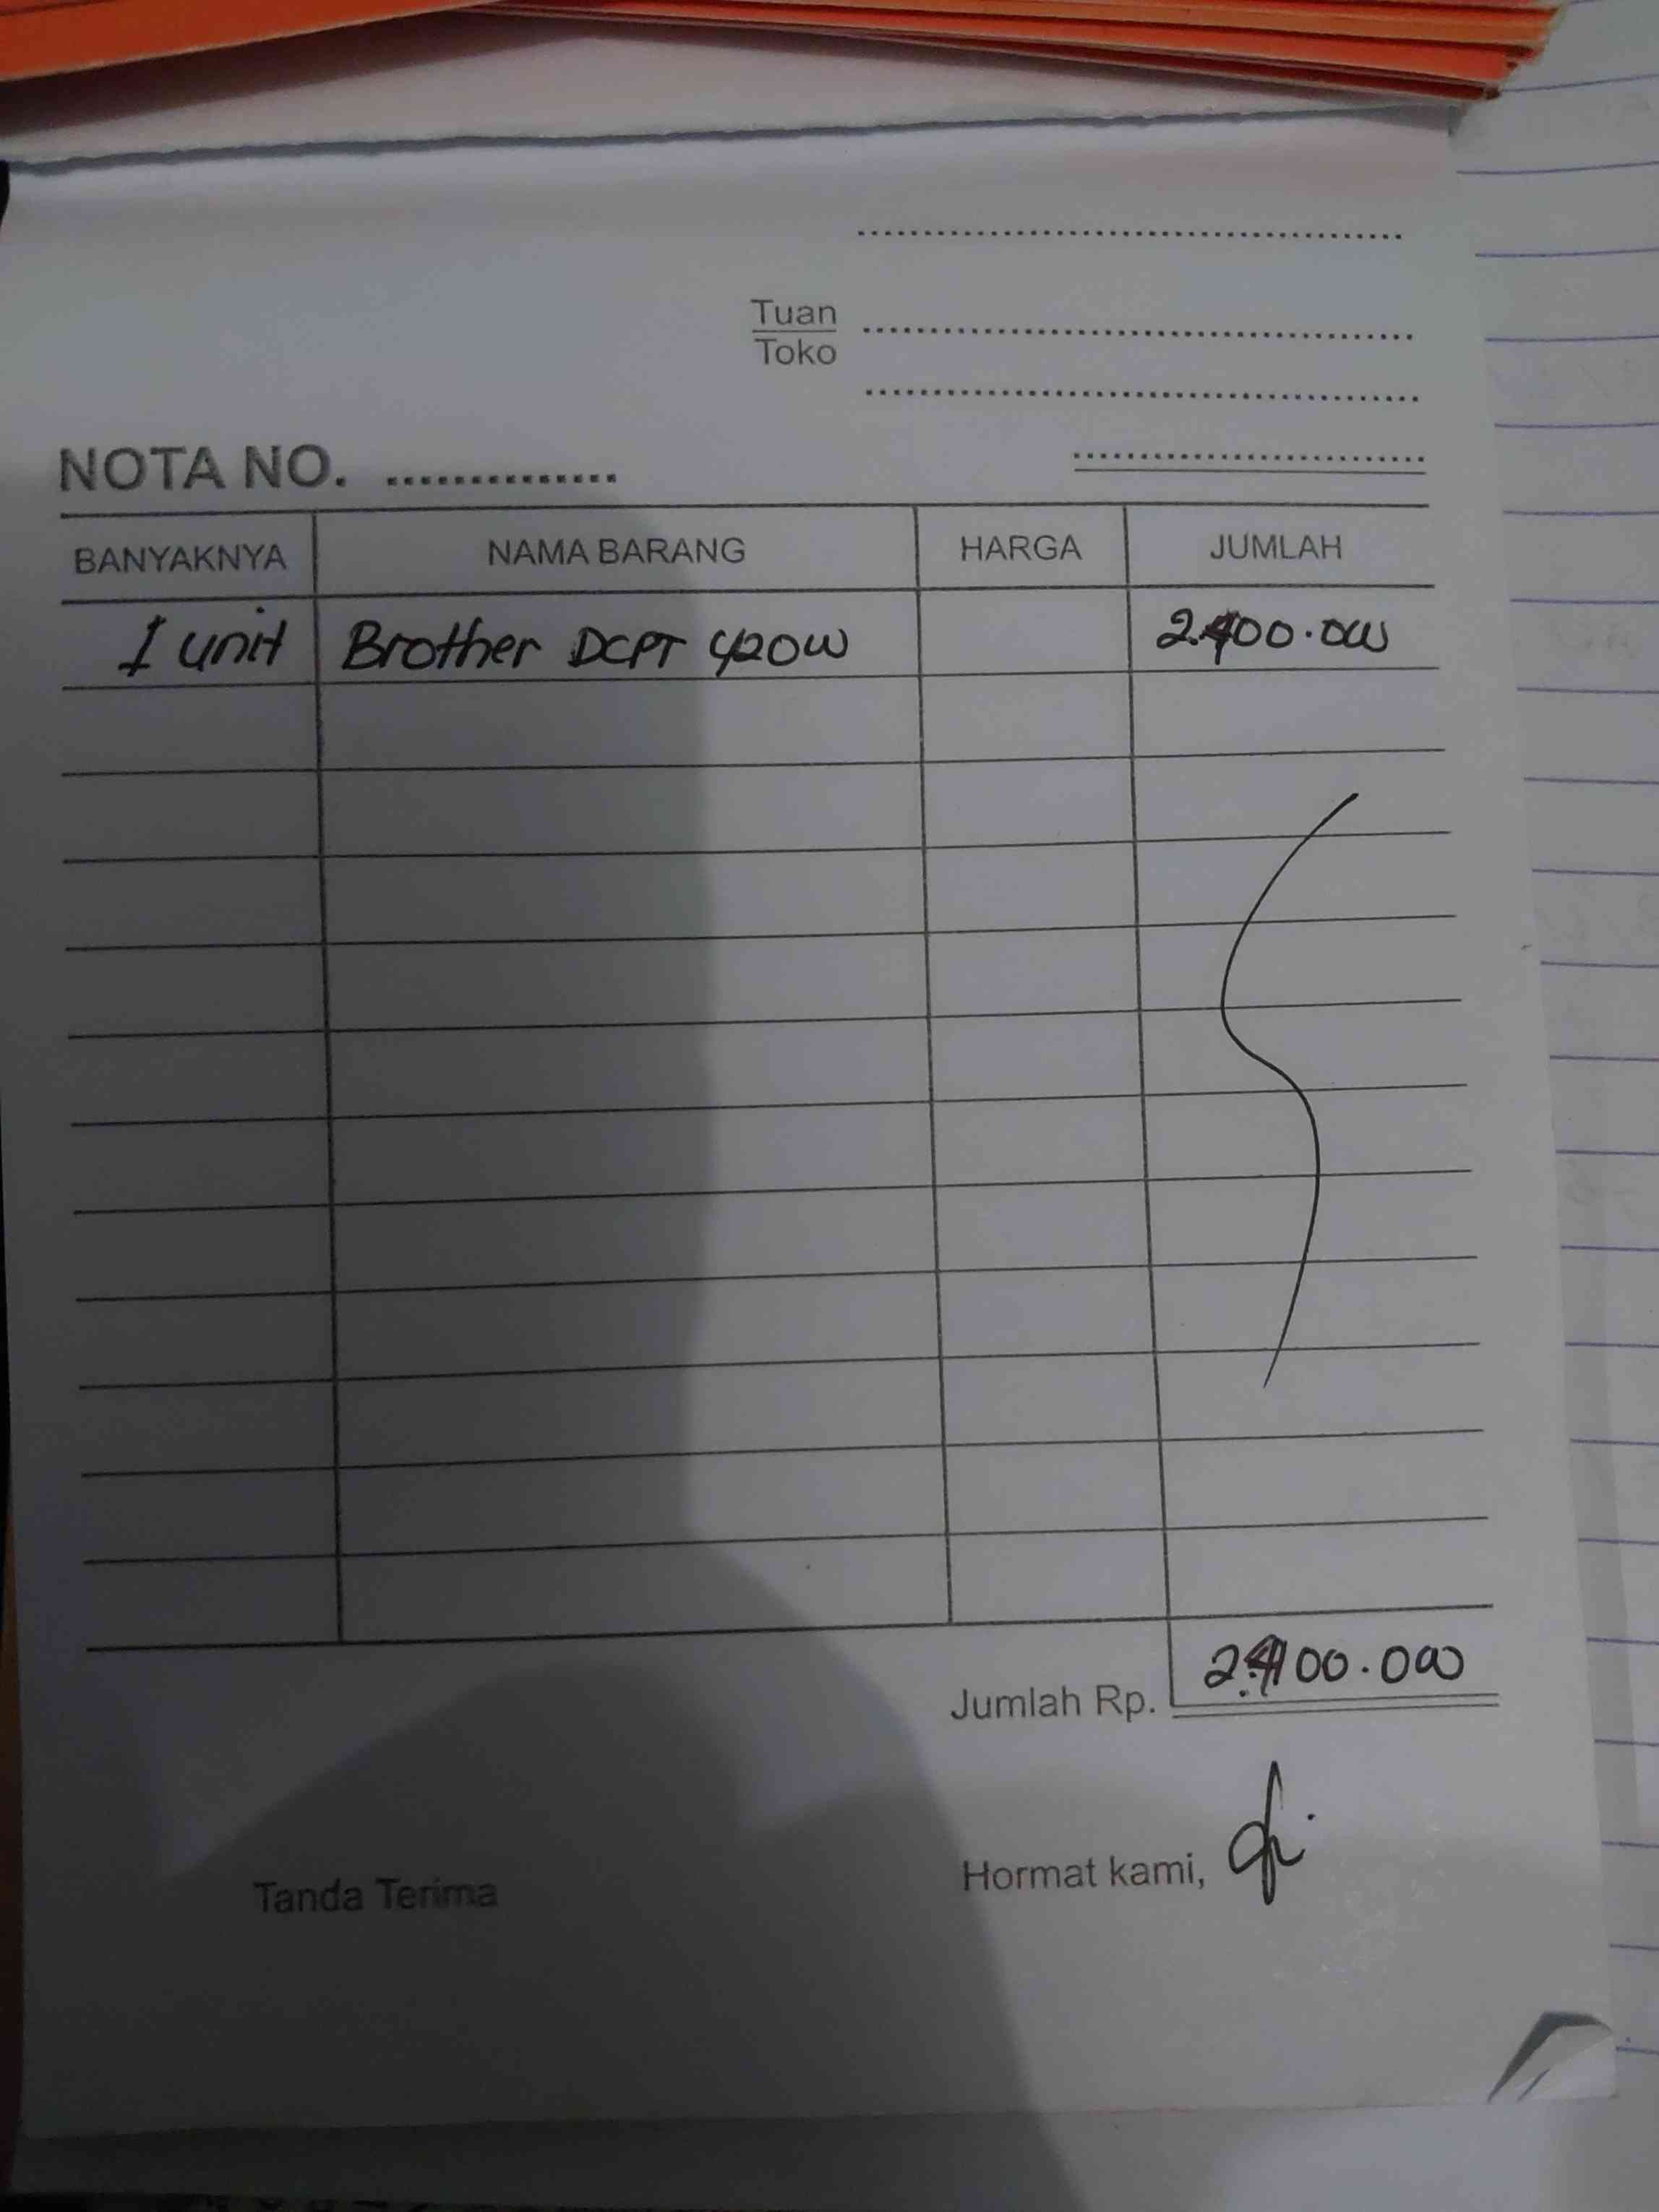 Tuan
Toko
NOTA NO. ..............
BANYAKNYA NAMA BARANG HARGA JUMLAH
1 unit Brother DCPT 420W 2.400.000
Jumlah Rp. 2.400.000
Tanda Terima Hormat kami,